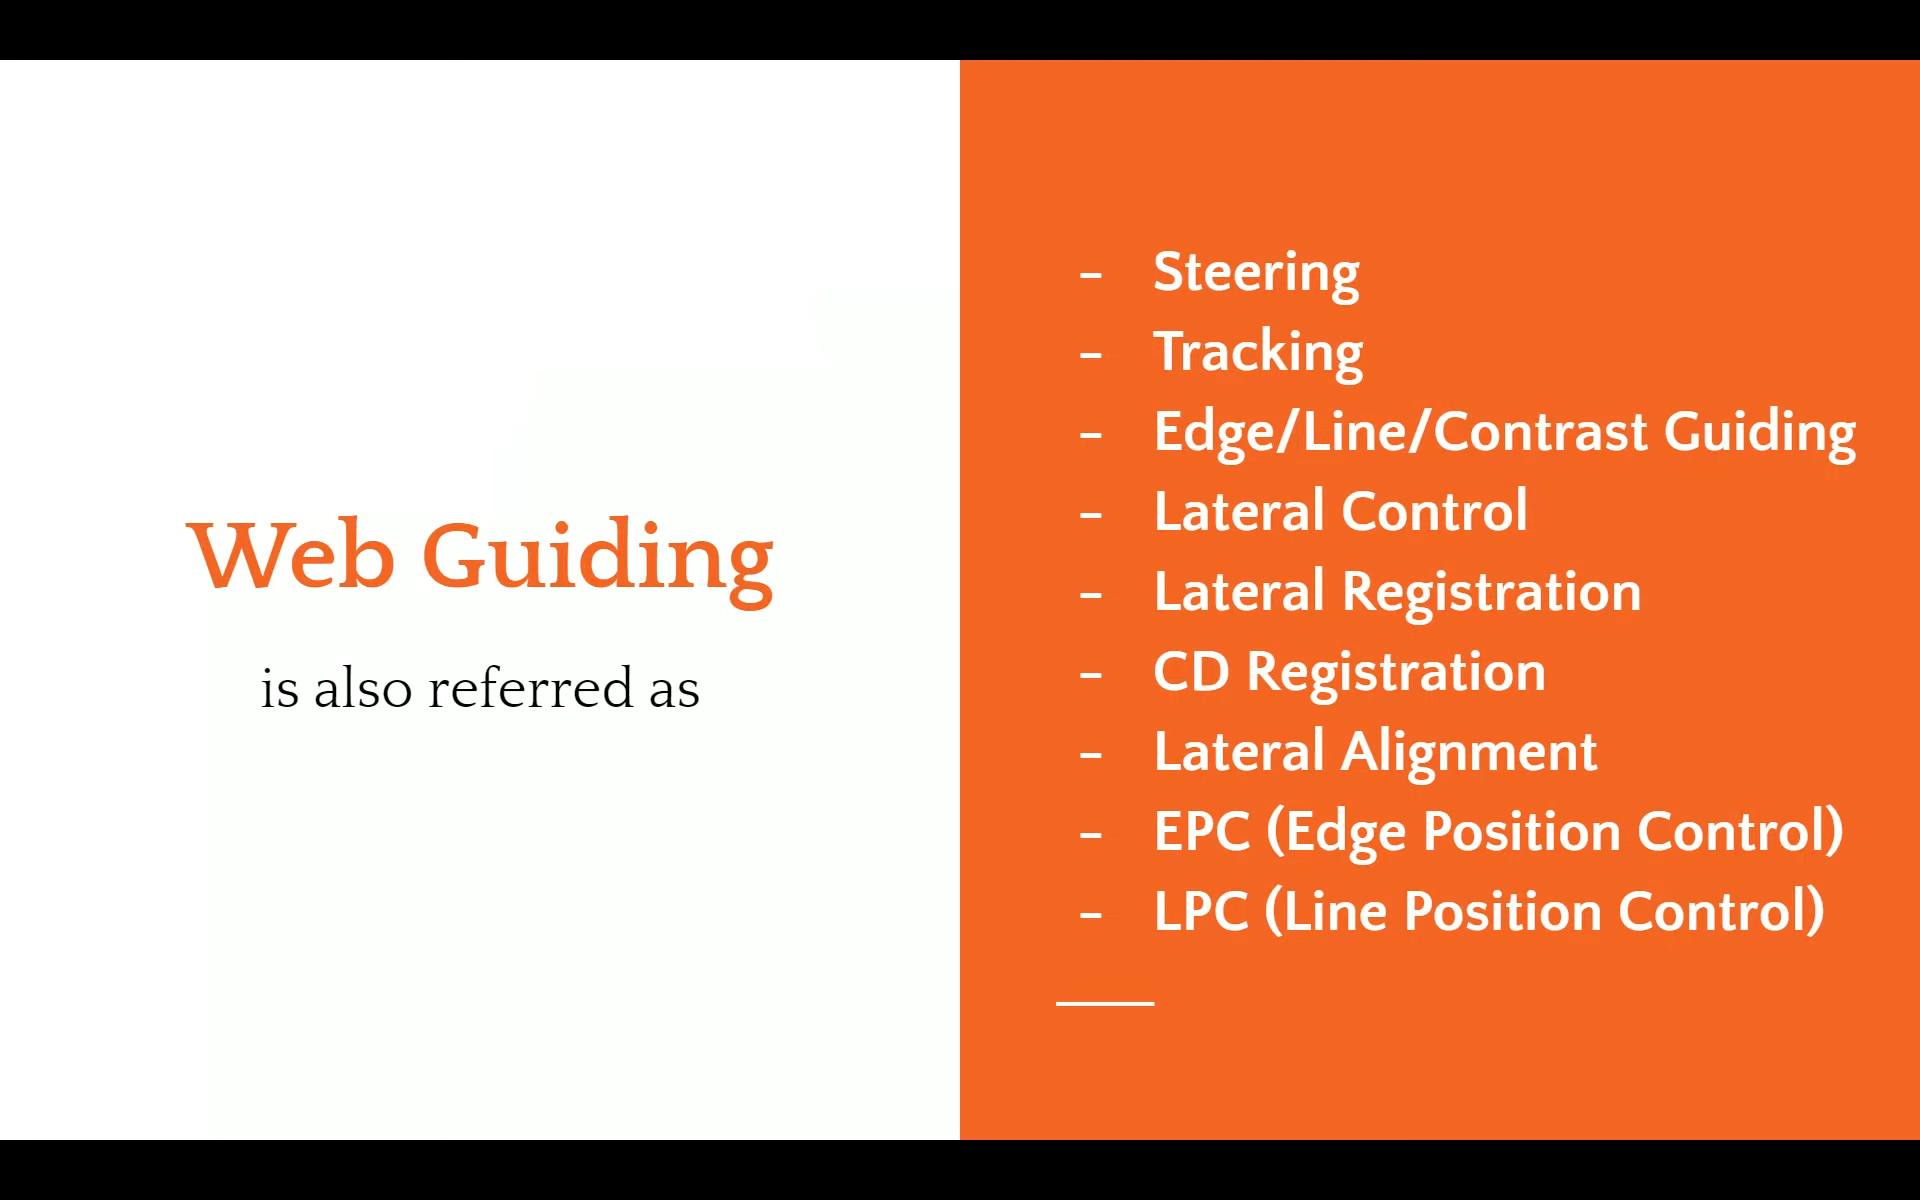 Web Guiding
is also referred as
- Steering
- Tracking
- Edge/Line/Contrast Guiding
- Lateral Control
- Lateral Registration
- CD Registration
- Lateral Alignment
- EPC (Edge Position Control)
- LPC (Line Position Control)